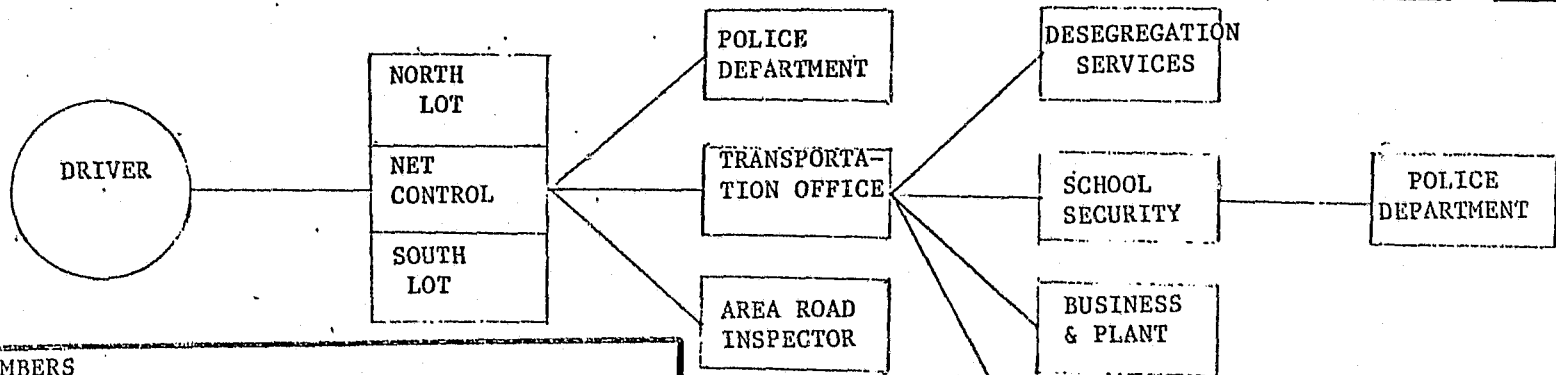 DRIVER
NORTH
LOT
NET
CONTROL
SOUTH
LOT
POLICE
DEPARTMENT
TRANSPORTA-
TION OFFICE
AREA ROAD
INSPECTOR
DESEGREGATION
SERVICES
SCHOOL
SECURITY
BUSINESS
& PLANT
POLICE
DEPARTMENT
MBERS